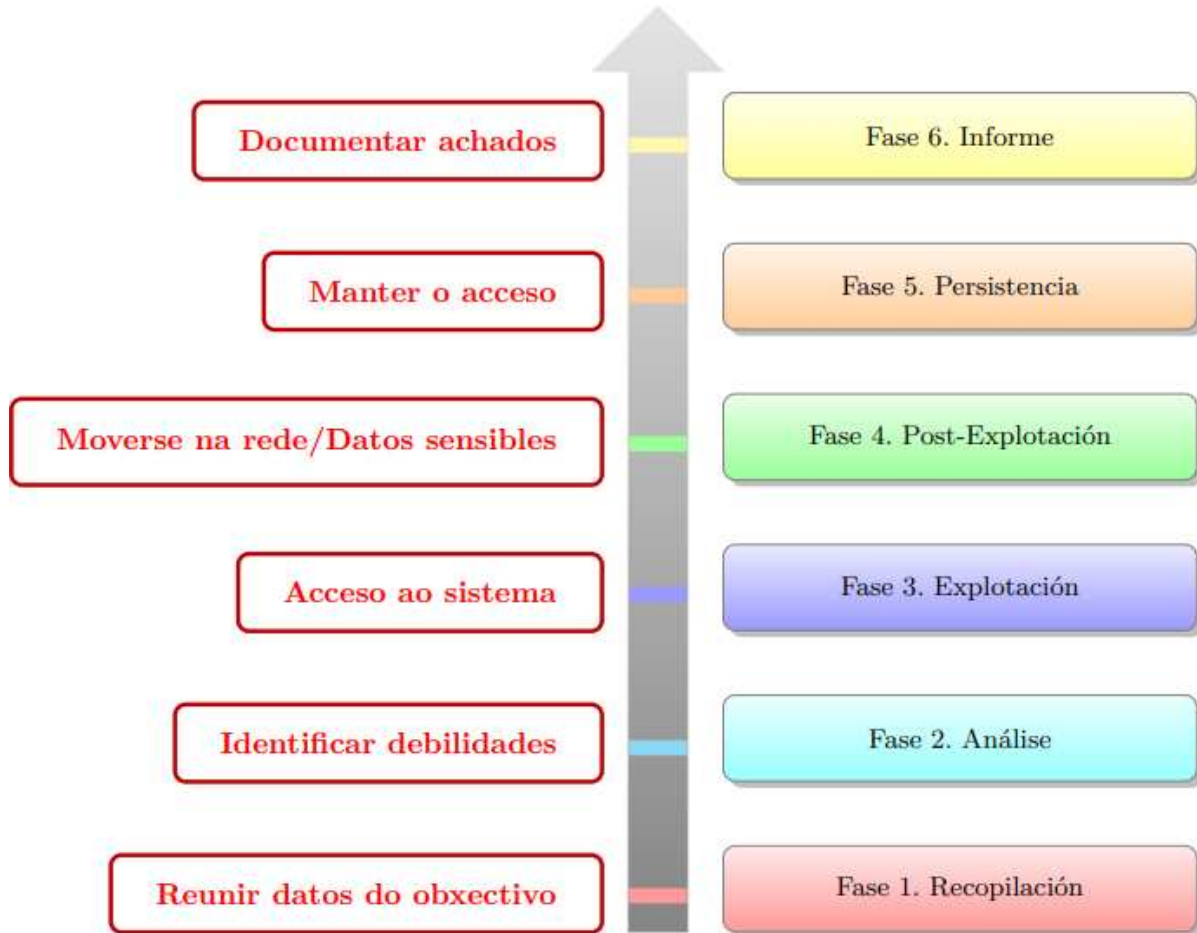 Documentar achados
Fase 6. Informe
Manter o acceso
Fase 5. Persistencia
Moverse na rede/Datos sensibles
Fase 4. Post-Explotación
Acceso ao sistema
Fase 3. Explotación
Identificar debilidades
Fase 2. Análise
Reunir datos do obxectivo
Fase 1. Recopilación